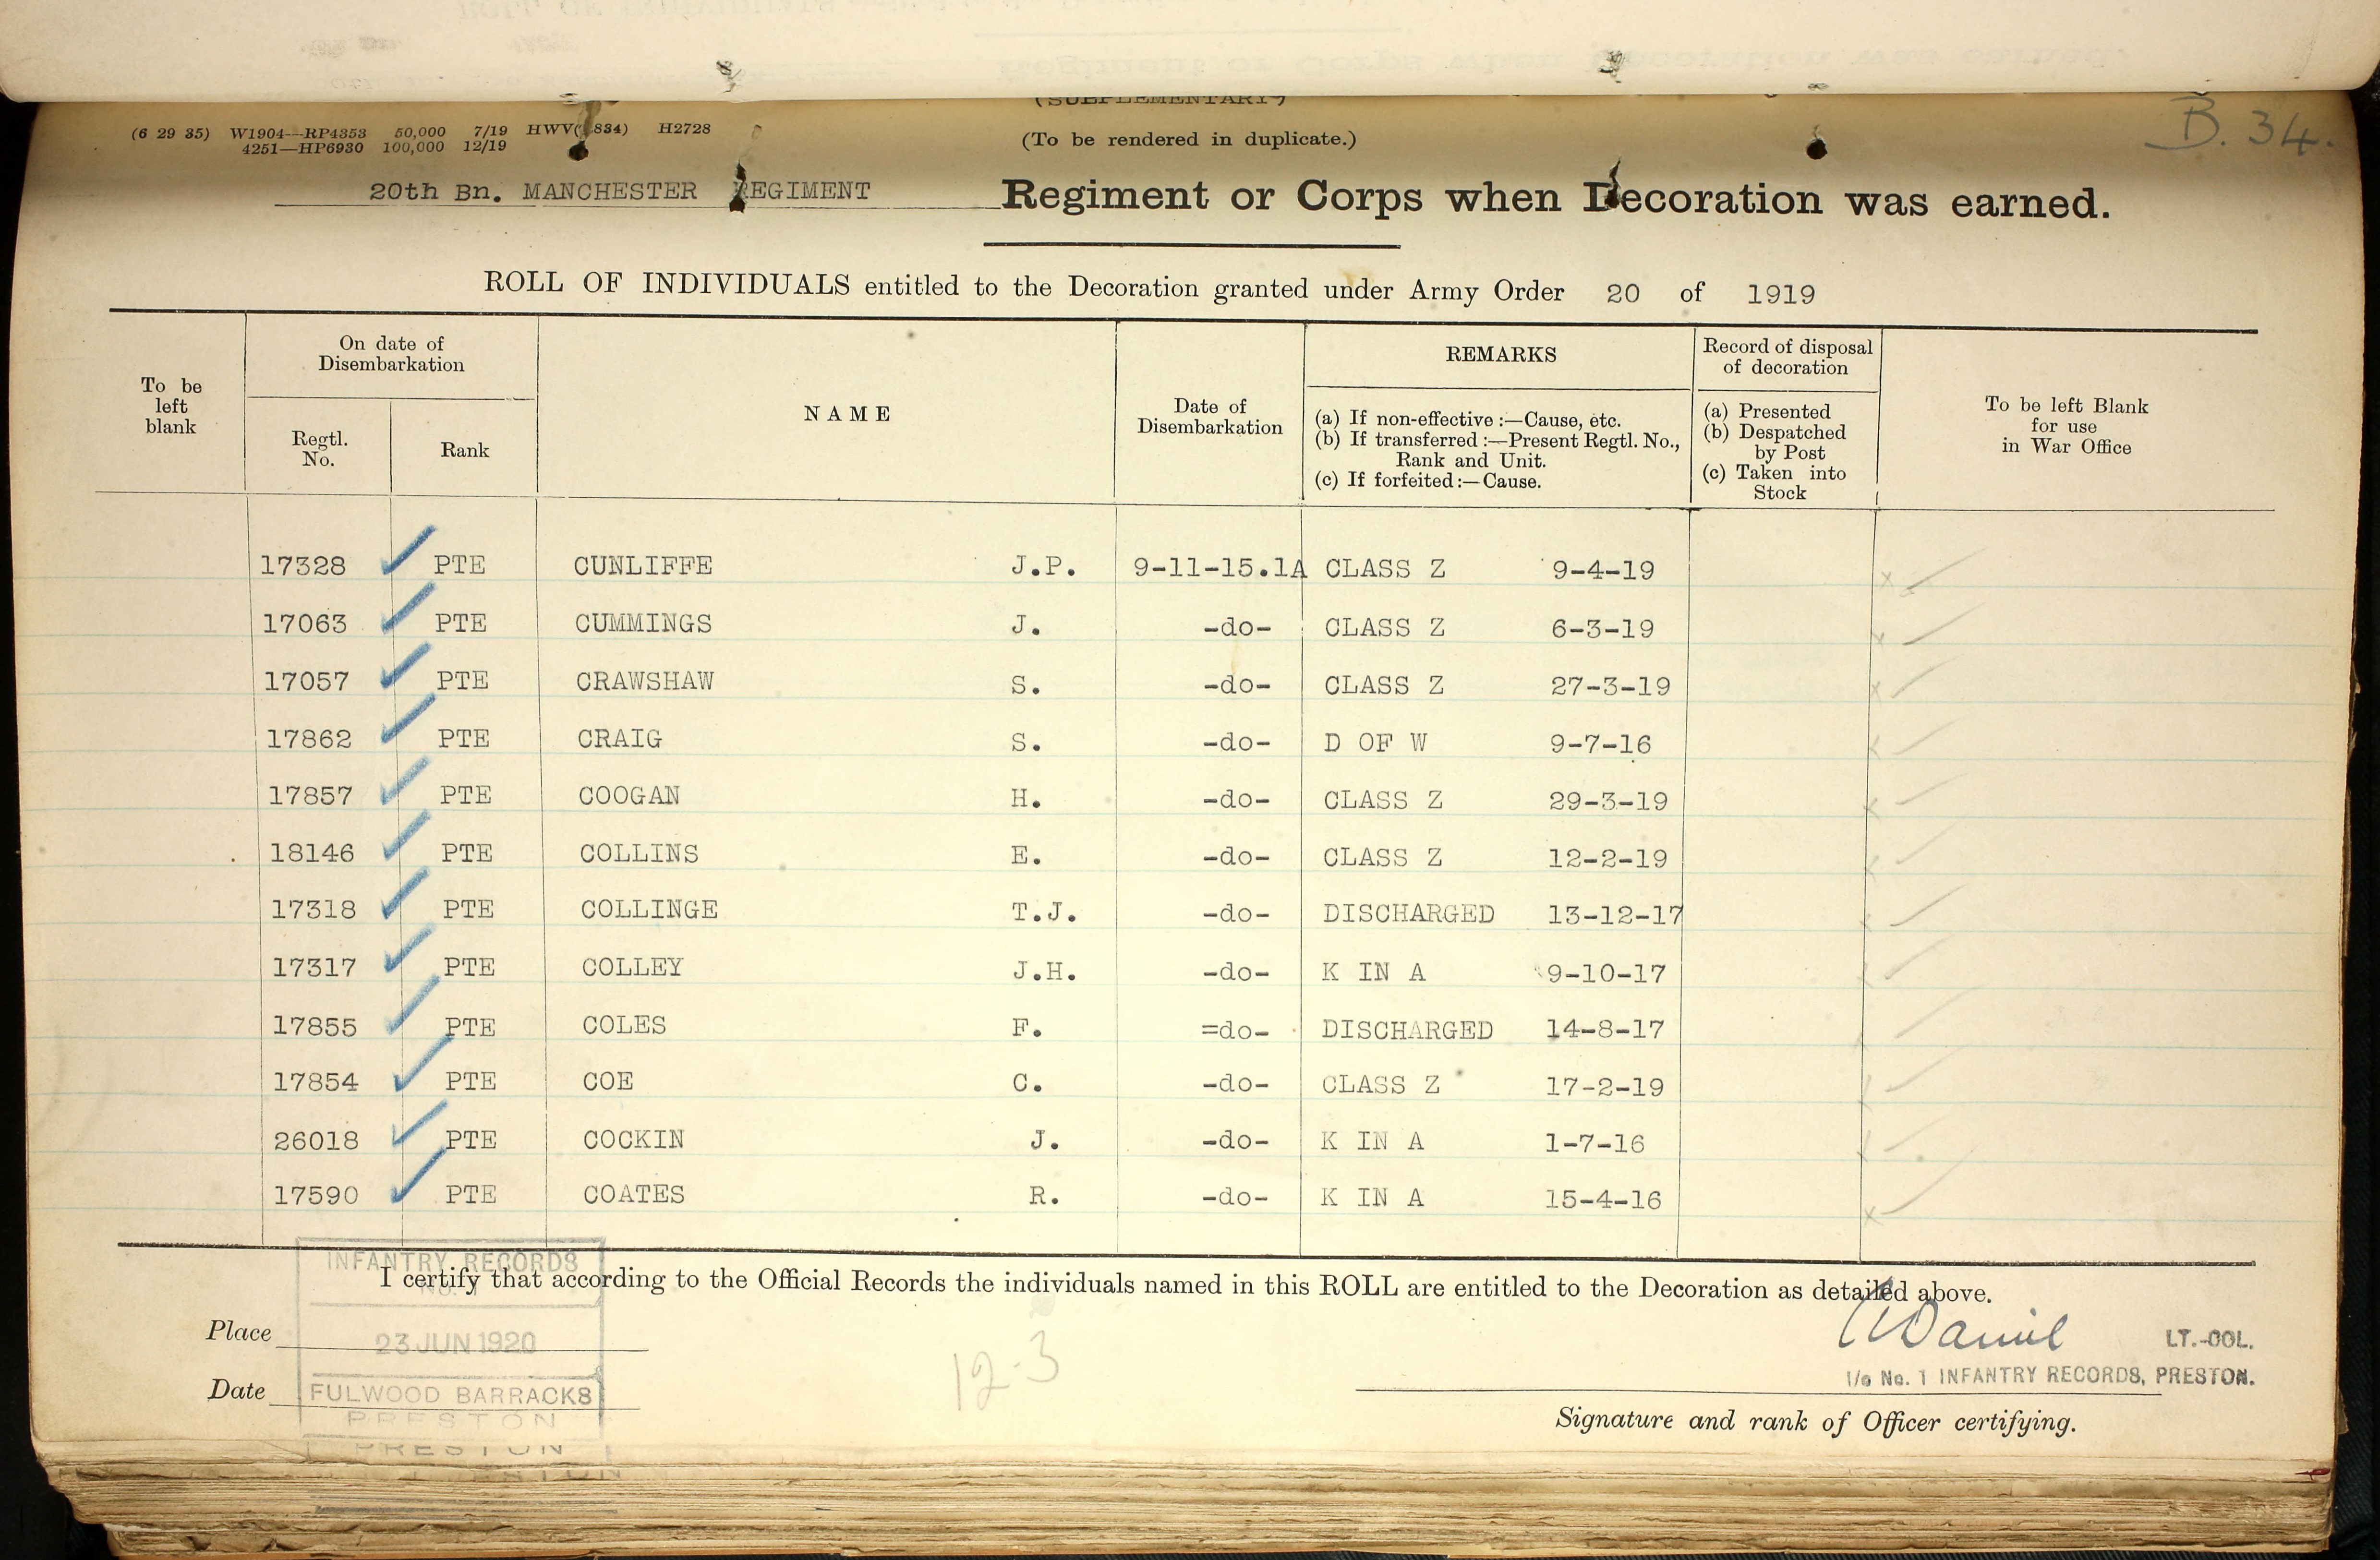 (SUPPLEMENTARY)
(6 29 35) W1904—RP4353 50,000 7/19 HWV( 834) H2728
4251—HP6930 100,000 12/19
(To be rendered in duplicate.)
B. 34.
20th Bn. MANCHESTER REGIMENT Regiment or Corps when Decoration was earned.
ROLL OF INDIVIDUALS entitled to the Decoration granted under Army Order 20 of 1919
To be
left
blank
On date of
Disembarkation
Regtl.
No.
Rank
NAME
Date of
Disembarkation
REMARKS
(a) If non-effective :—Cause, etc.
(b) If transferred :—Present Regtl. No.,
Rank and Unit.
(c) If forfeited :—Cause.
Record of disposal
of decoration
(a) Presented
(b) Despatched
by Post
(c) Taken into
Stock
To be left Blank
for use
in War Office
17328 PTE CUNLIFFE J.P. 9-11-15.1A CLASS Z 9-4-19
17063 PTE CUMMINGS J. -do- CLASS Z 6-3-19
17057 PTE CRAWSHAW S. -do- CLASS Z 27-3-19
17862 PTE CRAIG S. -do- D OF W 9-7-16
17857 PTE COOGAN H. -do- CLASS Z 29-3-19
18146 PTE COLLINS E. -do- CLASS Z 12-2-19
17318 PTE COLLINGE T.J. -do- DISCHARGED 13-12-17
17317 PTE COLLEY J.H. -do- K IN A 9-10-17
17855 PTE COLES F. =do- DISCHARGED 14-8-17
17854 PTE COE C. -do- CLASS Z 17-2-19
26018 PTE COCKIN J. -do- K IN A 1-7-16
17590 PTE COATES R. -do- K IN A 15-4-16
I certify that according to the Official Records the individuals named in this ROLL are entitled to the Decoration as detailed above.
INFANTRY RECORDS
No. 1
23 JUN 1920
FULWOOD BARRACKS
PRESTON
Place
Date
12-3
Daniel LT.-COL.
I/c No. 1 INFANTRY RECORDS, PRESTON.
Signature and rank of Officer certifying.